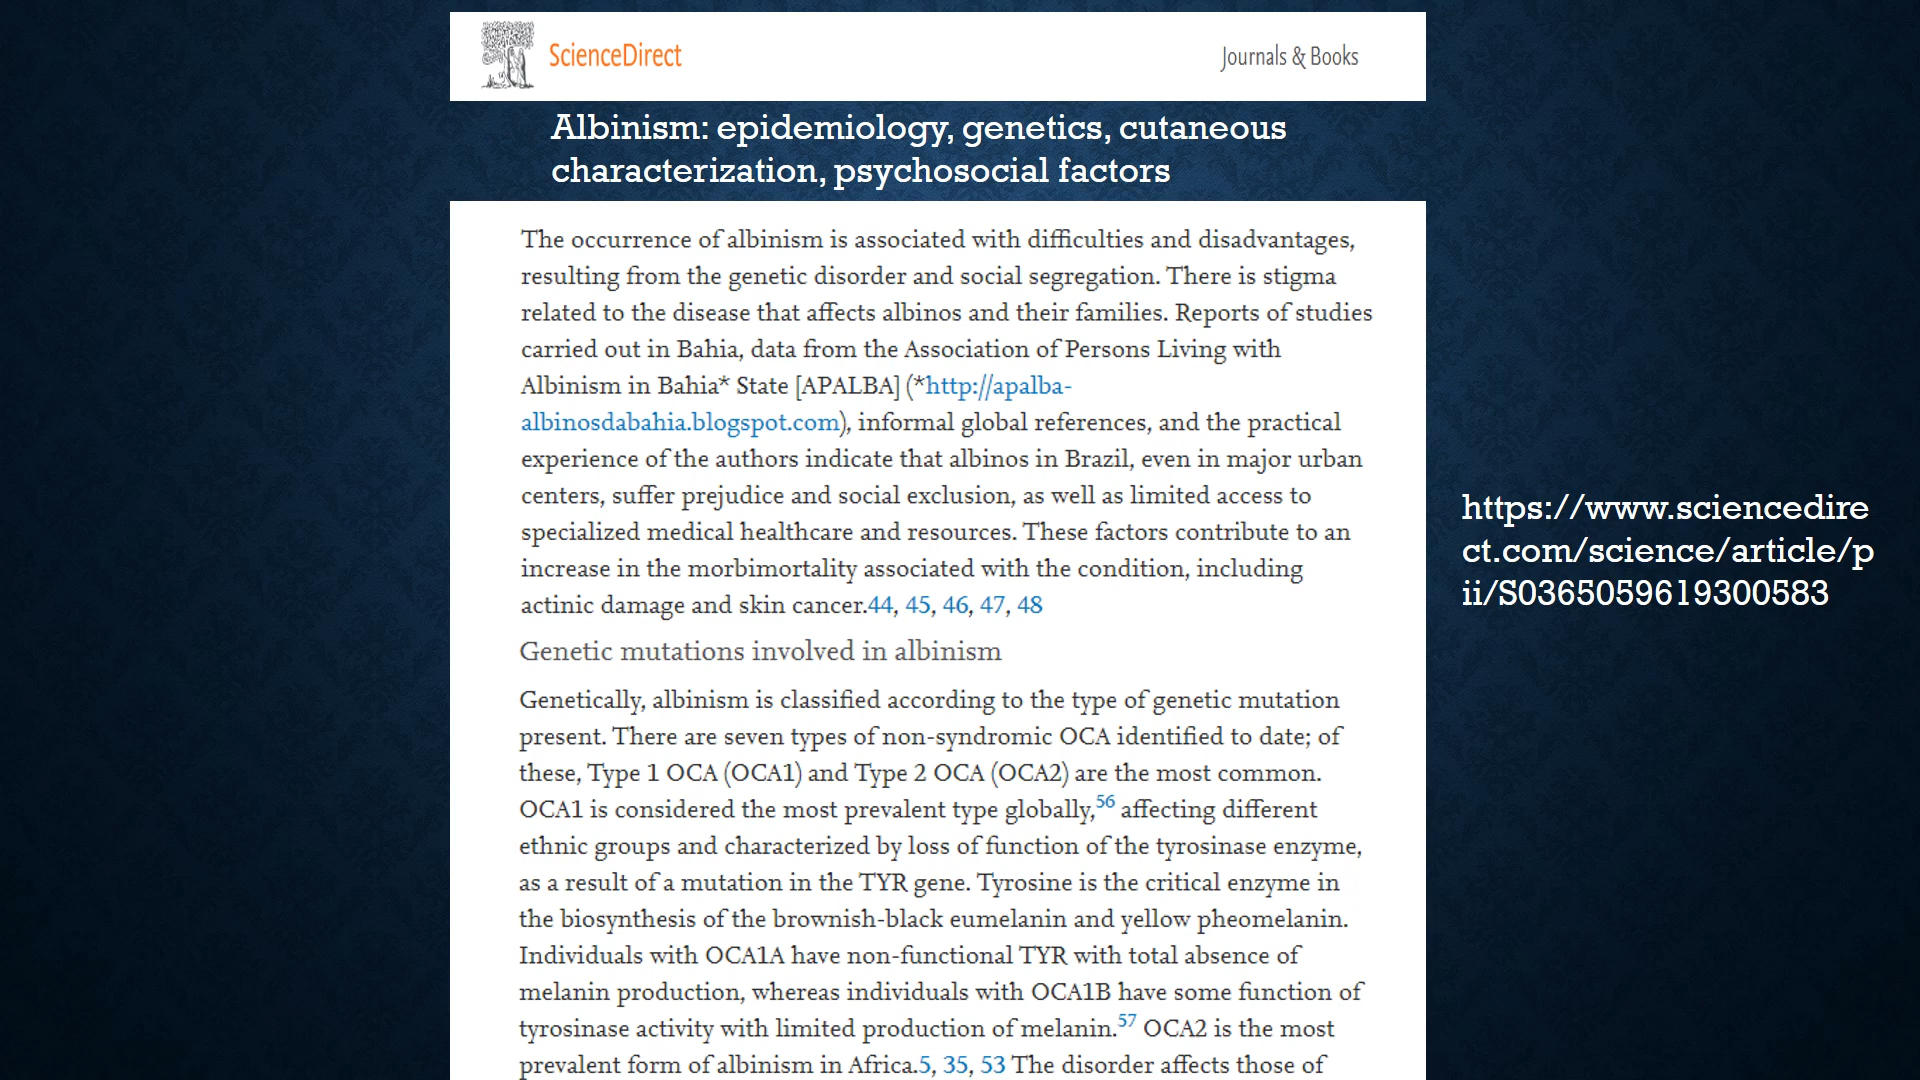 ScienceDirect
Journals & Books
Albinism: epidemiology, genetics, cutaneous
characterization, psychosocial factors
The occurrence of albinism is associated with difficulties and disadvantages,
resulting from the genetic disorder and social segregation. There is stigma
related to the disease that affects albinos and their families. Reports of studies
carried out in Bahia, data from the Association of Persons Living with
Albinism in Bahia* State [APALBA] (*http://apalba-
albinosdabahia.blogspot.com), informal global references, and the practical
experience of the authors indicate that albinos in Brazil, even in major urban
centers, suffer prejudice and social exclusion, as well as limited access to
specialized medical healthcare and resources. These factors contribute to an
increase in the morbimortality associated with the condition, including
actinic damage and skin cancer.44, 45, 46, 47, 48
Genetic mutations involved in albinism
Genetically, albinism is classified according to the type of genetic mutation
present. There are seven types of non-syndromic OCA identified to date; of
these, Type 1 OCA (OCA1) and Type 2 OCA (OCA2) are the most common.
OCA1 is considered the most prevalent type globally,56 affecting different
ethnic groups and characterized by loss of function of the tyrosinase enzyme,
as a result of a mutation in the TYR gene. Tyrosine is the critical enzyme in
the biosynthesis of the brownish-black eumelanin and yellow pheomelanin.
Individuals with OCA1A have non-functional TYR with total absence of
melanin production, whereas individuals with OCA1B have some function of
tyrosinase activity with limited production of melanin.57 OCA2 is the most
prevalent form of albinism in Africa.5, 35, 53 The disorder affects those of
https://www.sciencedire
ct.com/science/article/p
ii/S0365059619300583